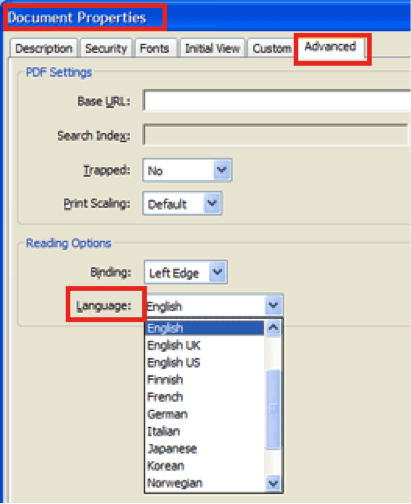 Document Properties
Description Security Fonts Initial View Custom Advanced
PDF Settings
Base URL:
Search Index:
Trapped: No
Print Scaling: Default
Reading Options
Binding: Left Edge
Language: English
English
English UK
English US
Finnish
French
German
Italian
Japanese
Korean
Norwegian